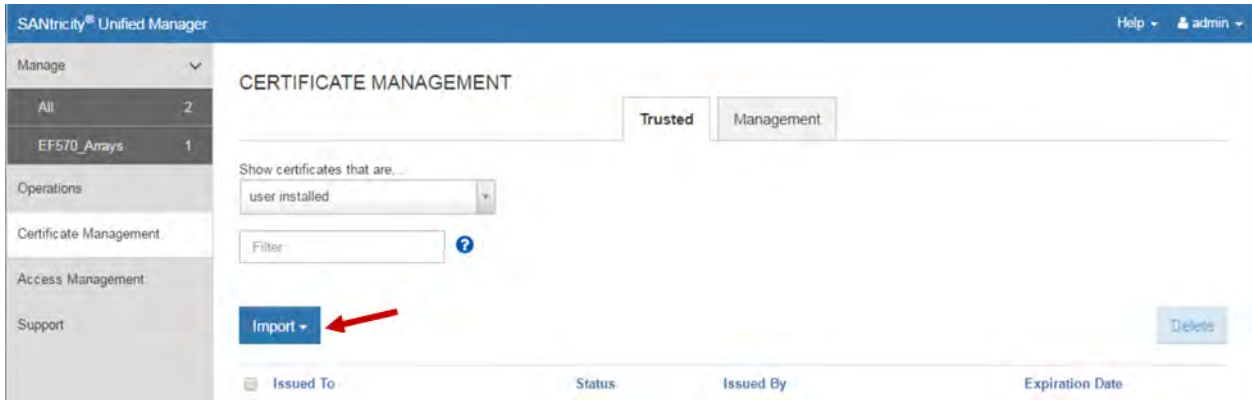 SANtricity® Unified Manager
Help
admin
Manage
All 2
EF570_Arrays 1
Operations
Certificate Management
Access Management
Support
CERTIFICATE MANAGEMENT
Trusted Management
Show certificates that are...
user installed
Filter
?
Import
Delete
Issued To Status Issued By Expiration Date